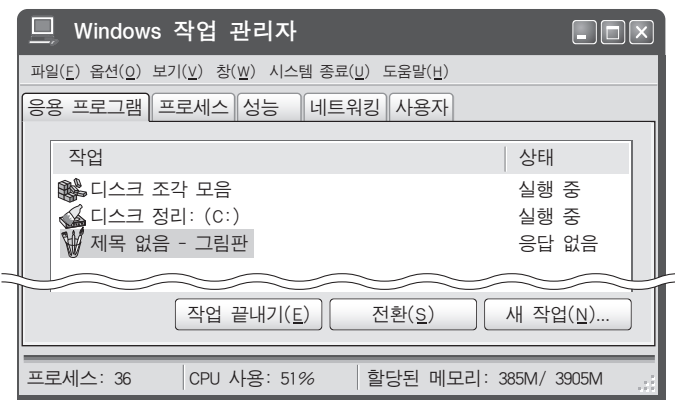 Windows 작업 관리자
파일(F) 옵션(O) 보기(V) 창(W) 시스템 종료(U) 도움말(H)
응용 프로그램 프로세스 성능 네트워킹 사용자
작업 상태
디스크 조각 모음 실행 중
디스크 정리: (C:) 실행 중
제목 없음 - 그림판 응답 없음
작업 끝내기(E) 전환(S) 새 작업(N)...
프로세스: 36 CPU 사용: 51% 할당된 메모리: 385M/ 3905M